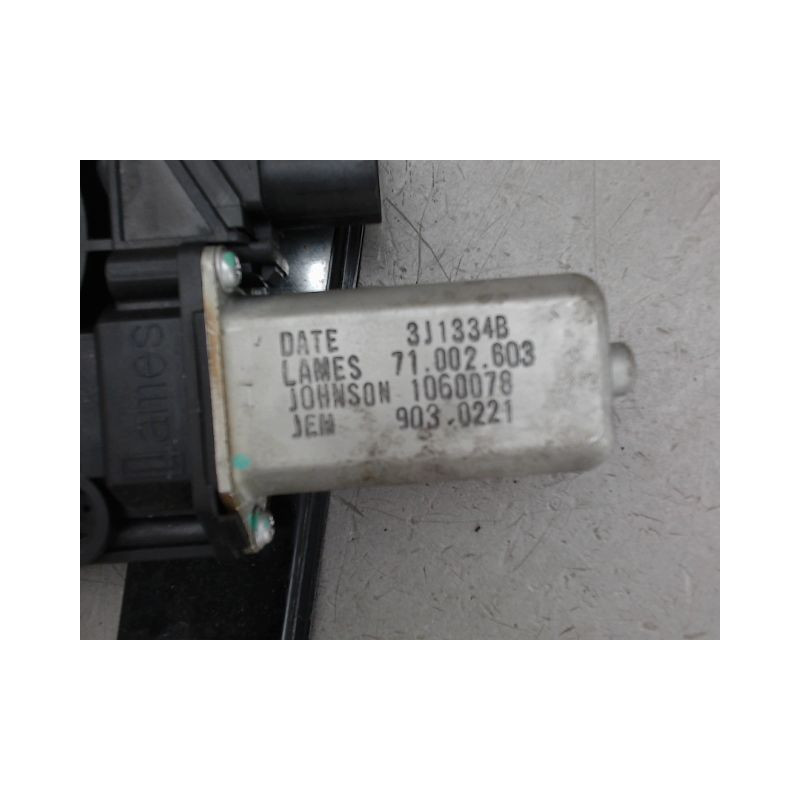 DATE 3J1334B
LAMES 71.002.603
JOHNSON 1060078
JEM 903.0221
Lames